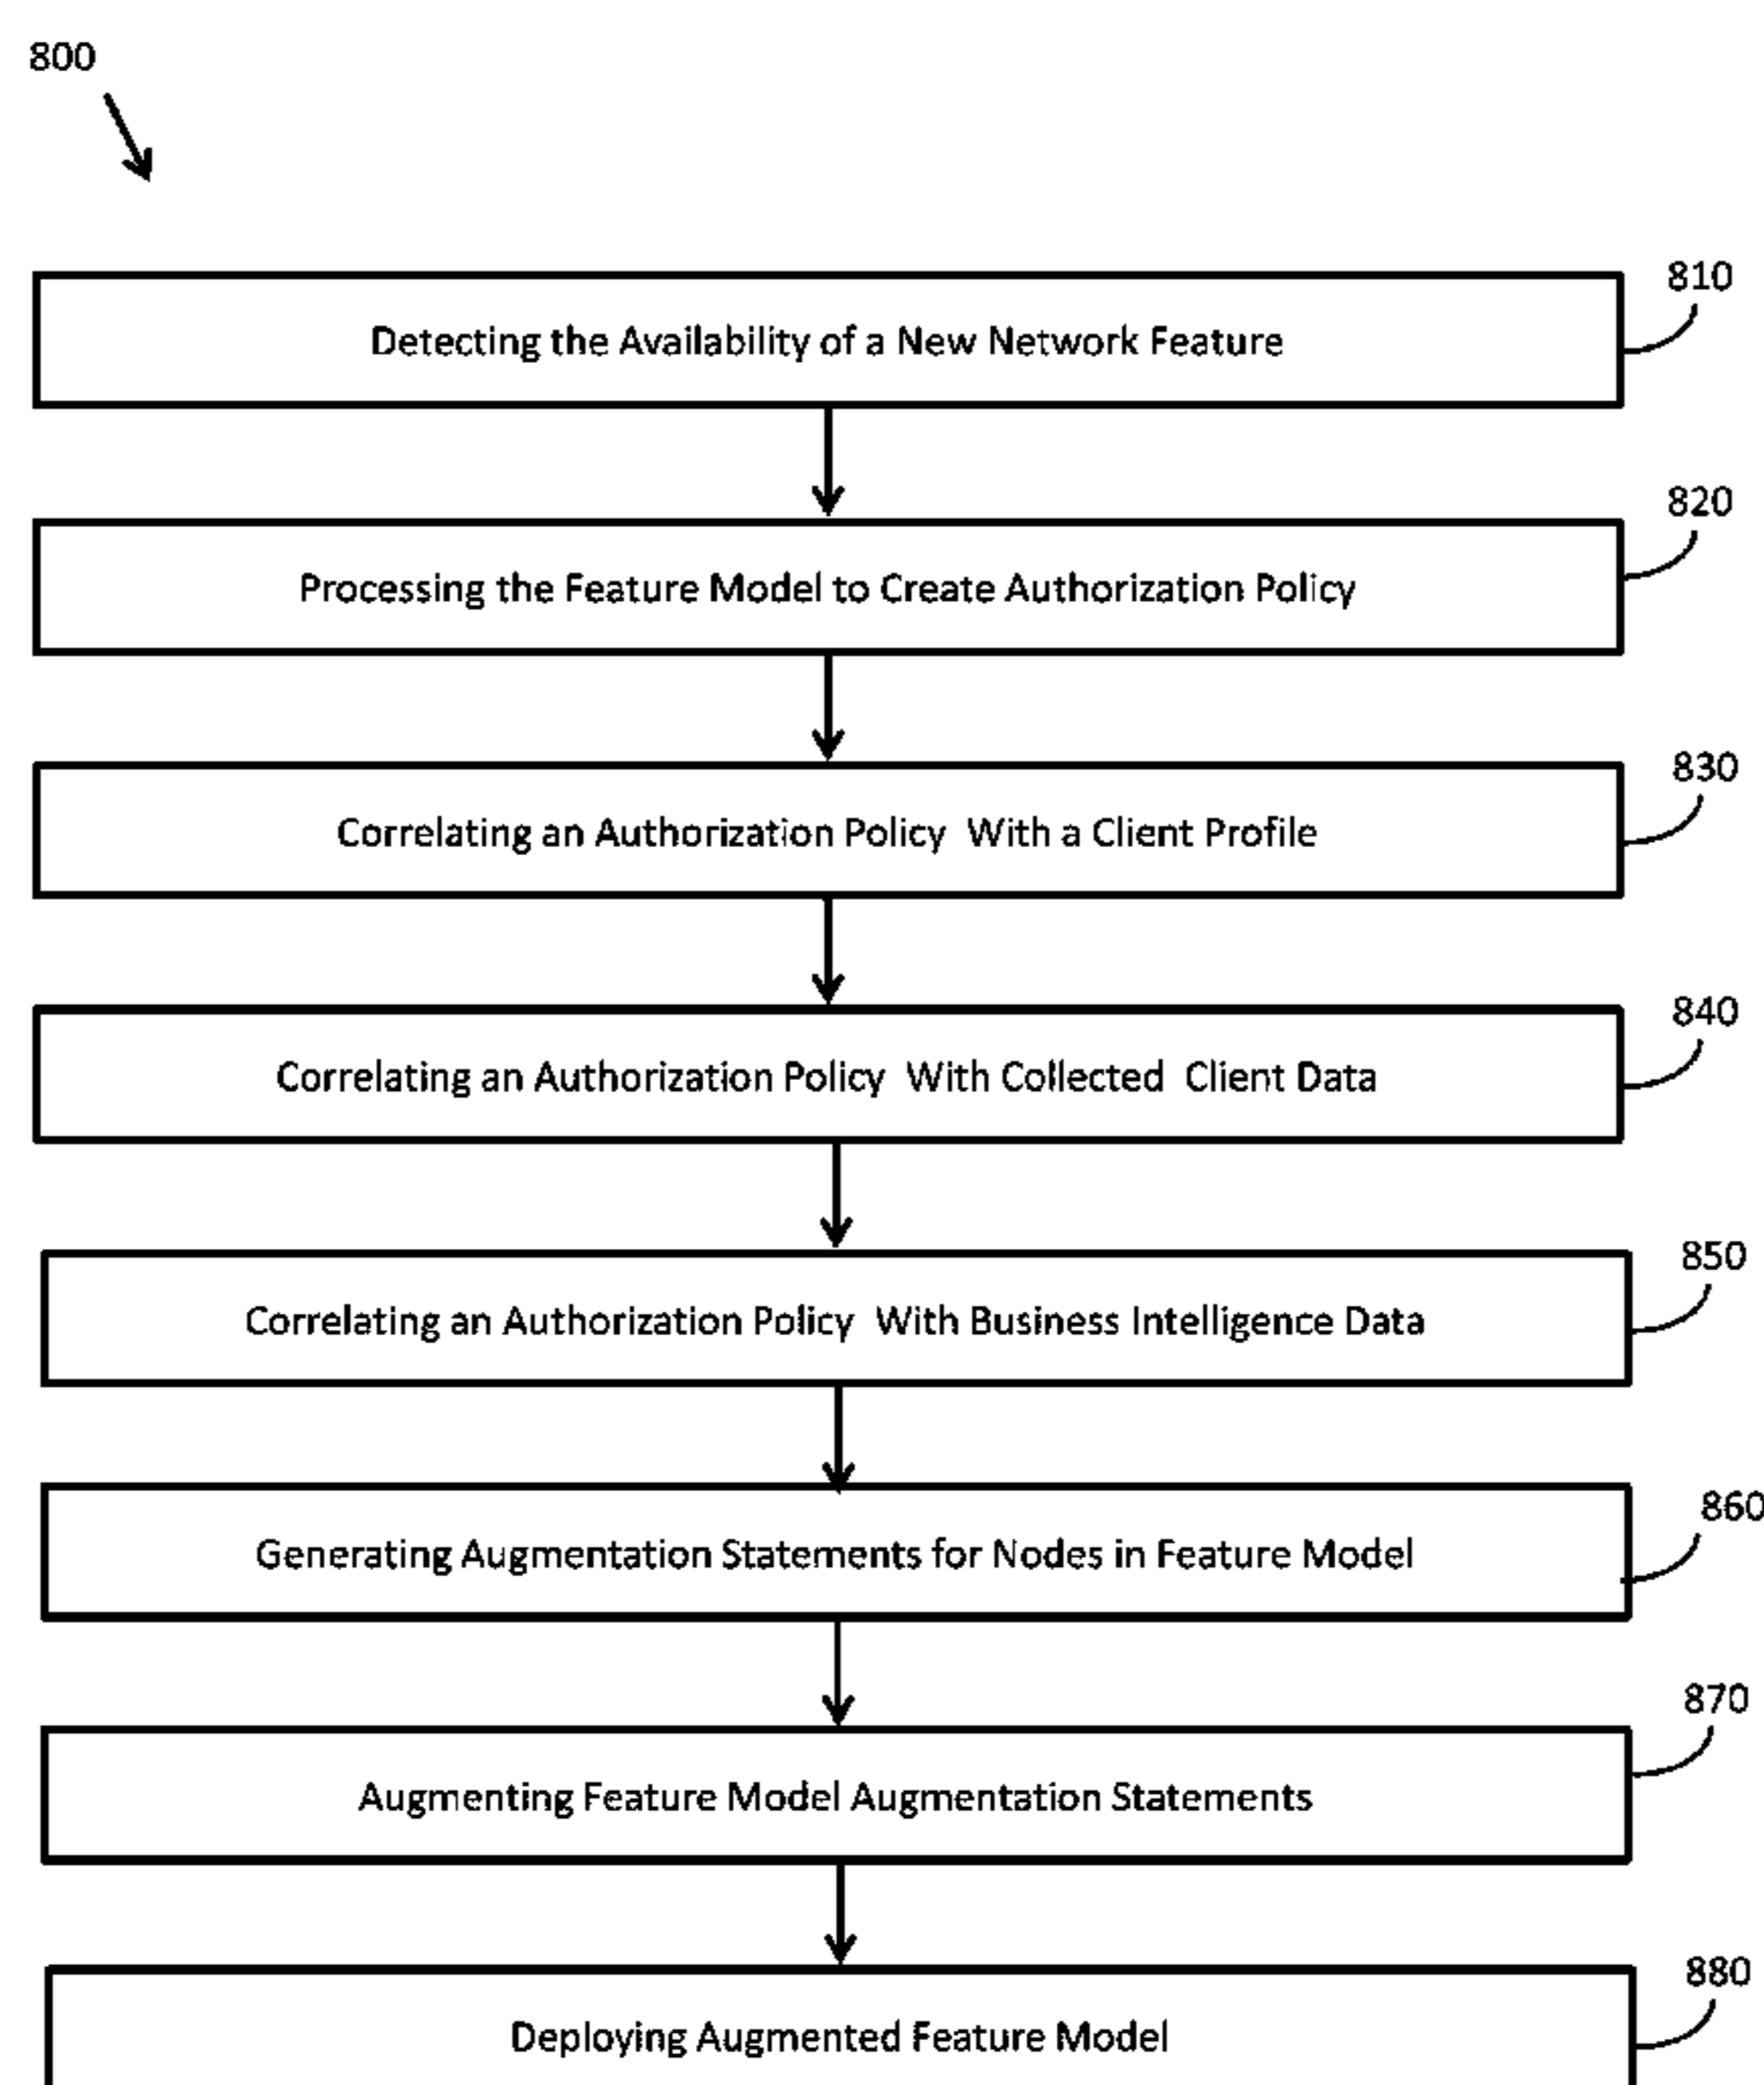 800
810
Detecting the Availability of a New Network Feature
820
Processing the Feature Model to Create Authorization Policy
830
Correlating an Authorization Policy With a Client Profile
840
Correlating an Authorization Policy With Collected Client Data
850
Correlating an Authorization Policy With Business Intelligence Data
860
Generating Augmentation Statements for Nodes in Feature Model
870
Augmenting Feature Model Augmentation Statements
880
Deploying Augmented Feature Model